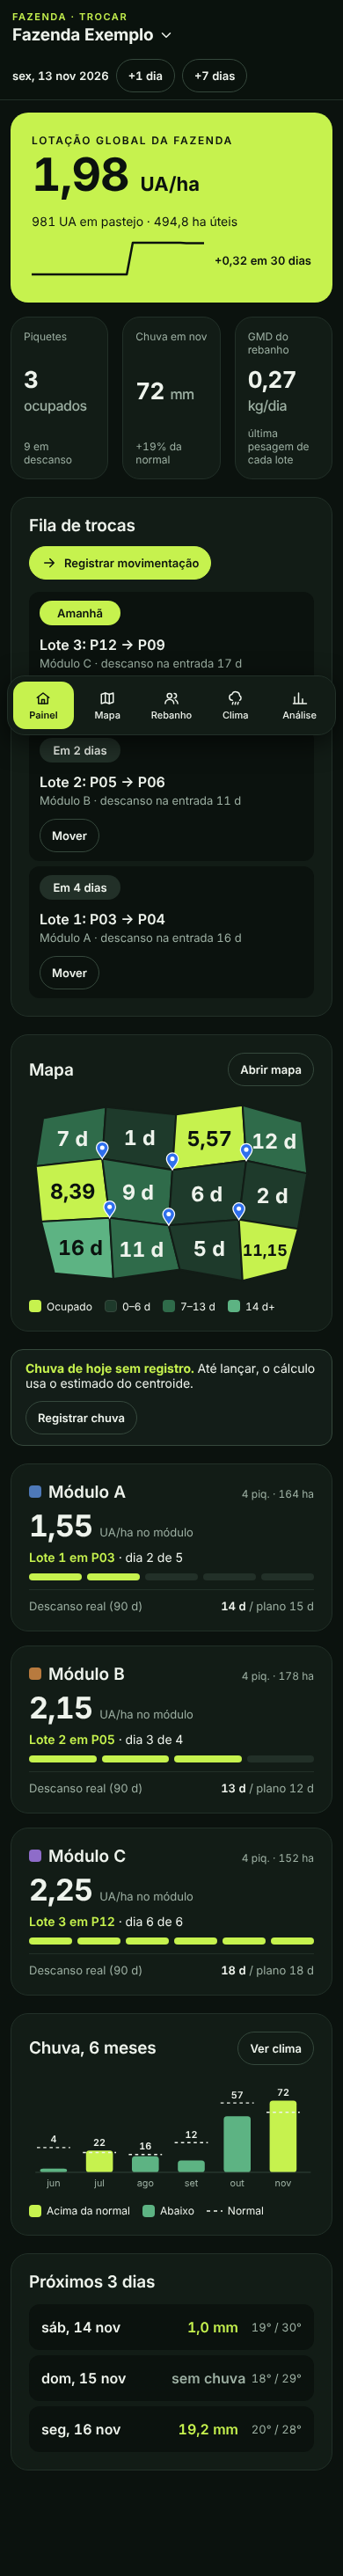 FAZENDA · TROCAR
Fazenda Exemplo
sex, 13 nov 2026
+1 dia
+7 dias
LOTAÇÃO GLOBAL DA FAZENDA
1,98 UA/ha
981 UA em pastejo · 494,8 ha úteis
+0,32 em 30 dias
Piquetes
3
ocupados
9 em
descanso
Chuva em nov
72 mm
+19% da
normal
GMD do
rebanho
0,27
kg/dia
última
pesagem de
cada lote
Fila de trocas
→ Registrar movimentação
Amanhã
Lote 3: P12 → P09
Módulo C · descanso na entrada 17 d
Painel
Mapa
Rebanho
Clima
Análise
Em 2 dias
Lote 2: P05 → P06
Módulo B · descanso na entrada 11 d
Mover
Em 4 dias
Lote 1: P03 → P04
Módulo A · descanso na entrada 16 d
Mover
Mapa
Abrir mapa
7 d
1 d
5,57
12 d
8,39
9 d
6 d
2 d
16 d
11 d
5 d
11,15
Ocupado
0–6 d
7–13 d
14 d+
Chuva de hoje sem registro. Até lançar, o cálculo
usa o estimado do centroide.
Registrar chuva
Módulo A
4 piq. · 164 ha
1,55 UA/ha no módulo
Lote 1 em P03 · dia 2 de 5
Descanso real (90 d)
14 d / plano 15 d
Módulo B
4 piq. · 178 ha
2,15 UA/ha no módulo
Lote 2 em P05 · dia 3 de 4
Descanso real (90 d)
13 d / plano 12 d
Módulo C
4 piq. · 152 ha
2,25 UA/ha no módulo
Lote 3 em P12 · dia 6 de 6
Descanso real (90 d)
18 d / plano 18 d
Chuva, 6 meses
Ver clima
4
22
16
12
57
72
jun
jul
ago
set
out
nov
Acima da normal
Abaixo
Normal
Próximos 3 dias
sáb, 14 nov
1,0 mm
19° / 30°
dom, 15 nov
sem chuva
18° / 29°
seg, 16 nov
19,2 mm
20° / 28°